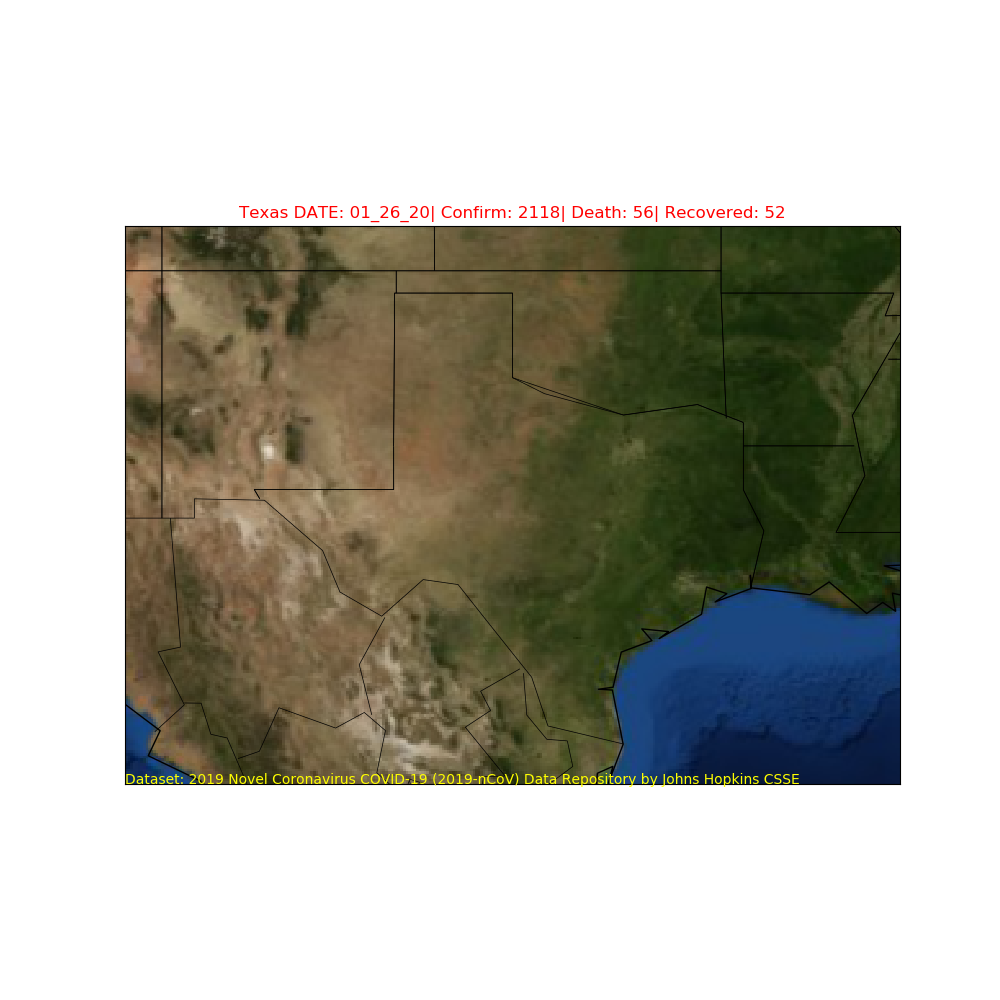 Texas DATE: 01_26_20| Confirm: 2118| Death: 56| Recovered: 52
Dataset: 2019 Novel Coronavirus COVID-19 (2019-nCoV) Data Repository by Johns Hopkins CSSE